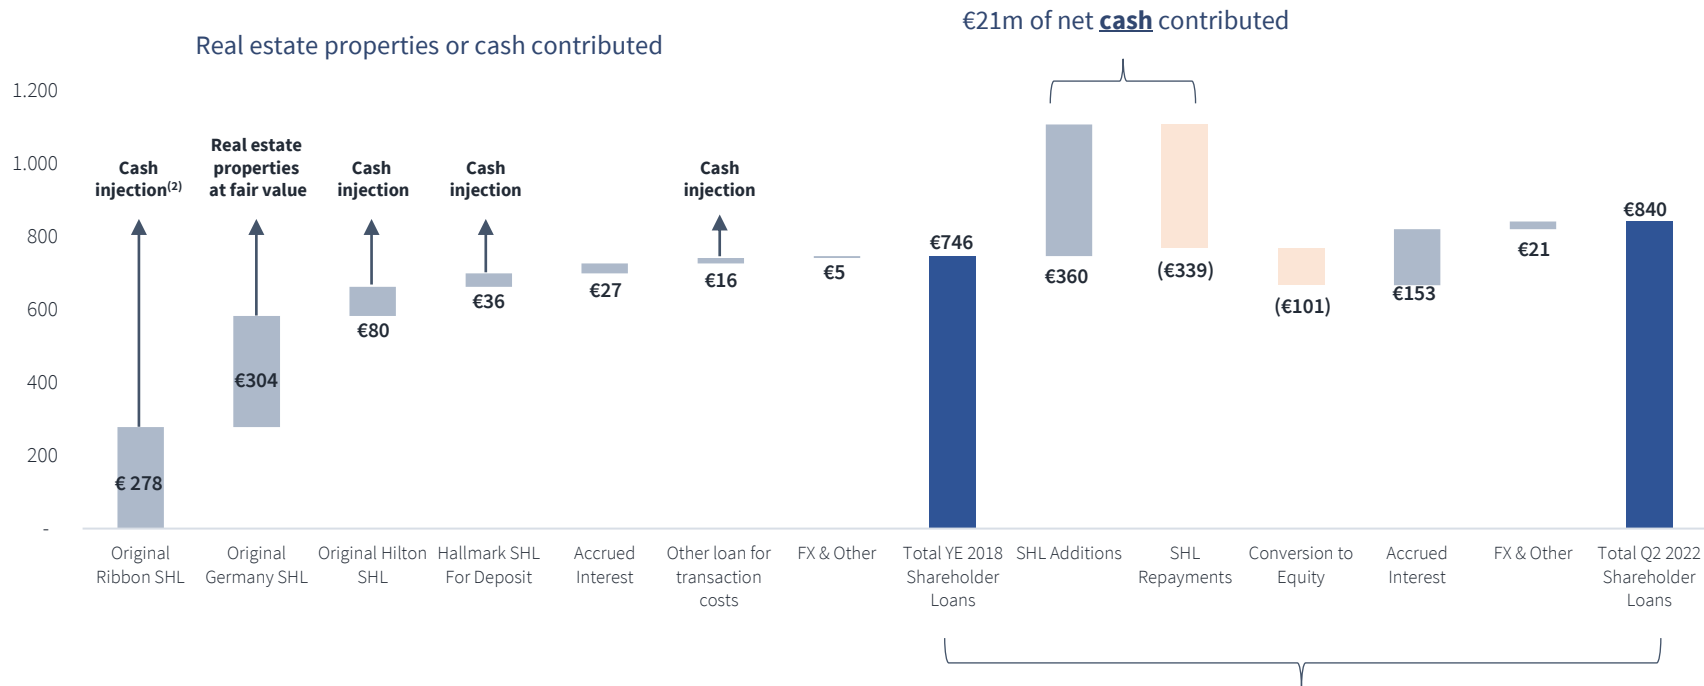 €21m of net cash contributed
Real estate properties or cash contributed
1.200
1.000
800
600
400
200
-
Cash
injection(2)
Real estate
properties
at fair value
Cash
injection
Cash
injection
Cash
injection
€ 278
€304
€80
€36
€27
€16
€5
€746
€360
(€339)
(€101)
€153
€21
€840
Original
Ribbon SHL
Original
Germany SHL
Original Hilton
SHL
Hallmark SHL
For Deposit
Accrued
Interest
Other loan for
transaction
costs
FX & Other
Total YE 2018
Shareholder
Loans
SHL Additions
SHL
Repayments
Conversion to
Equity
Accrued
Interest
FX & Other
Total Q2 2022
Shareholder
Loans